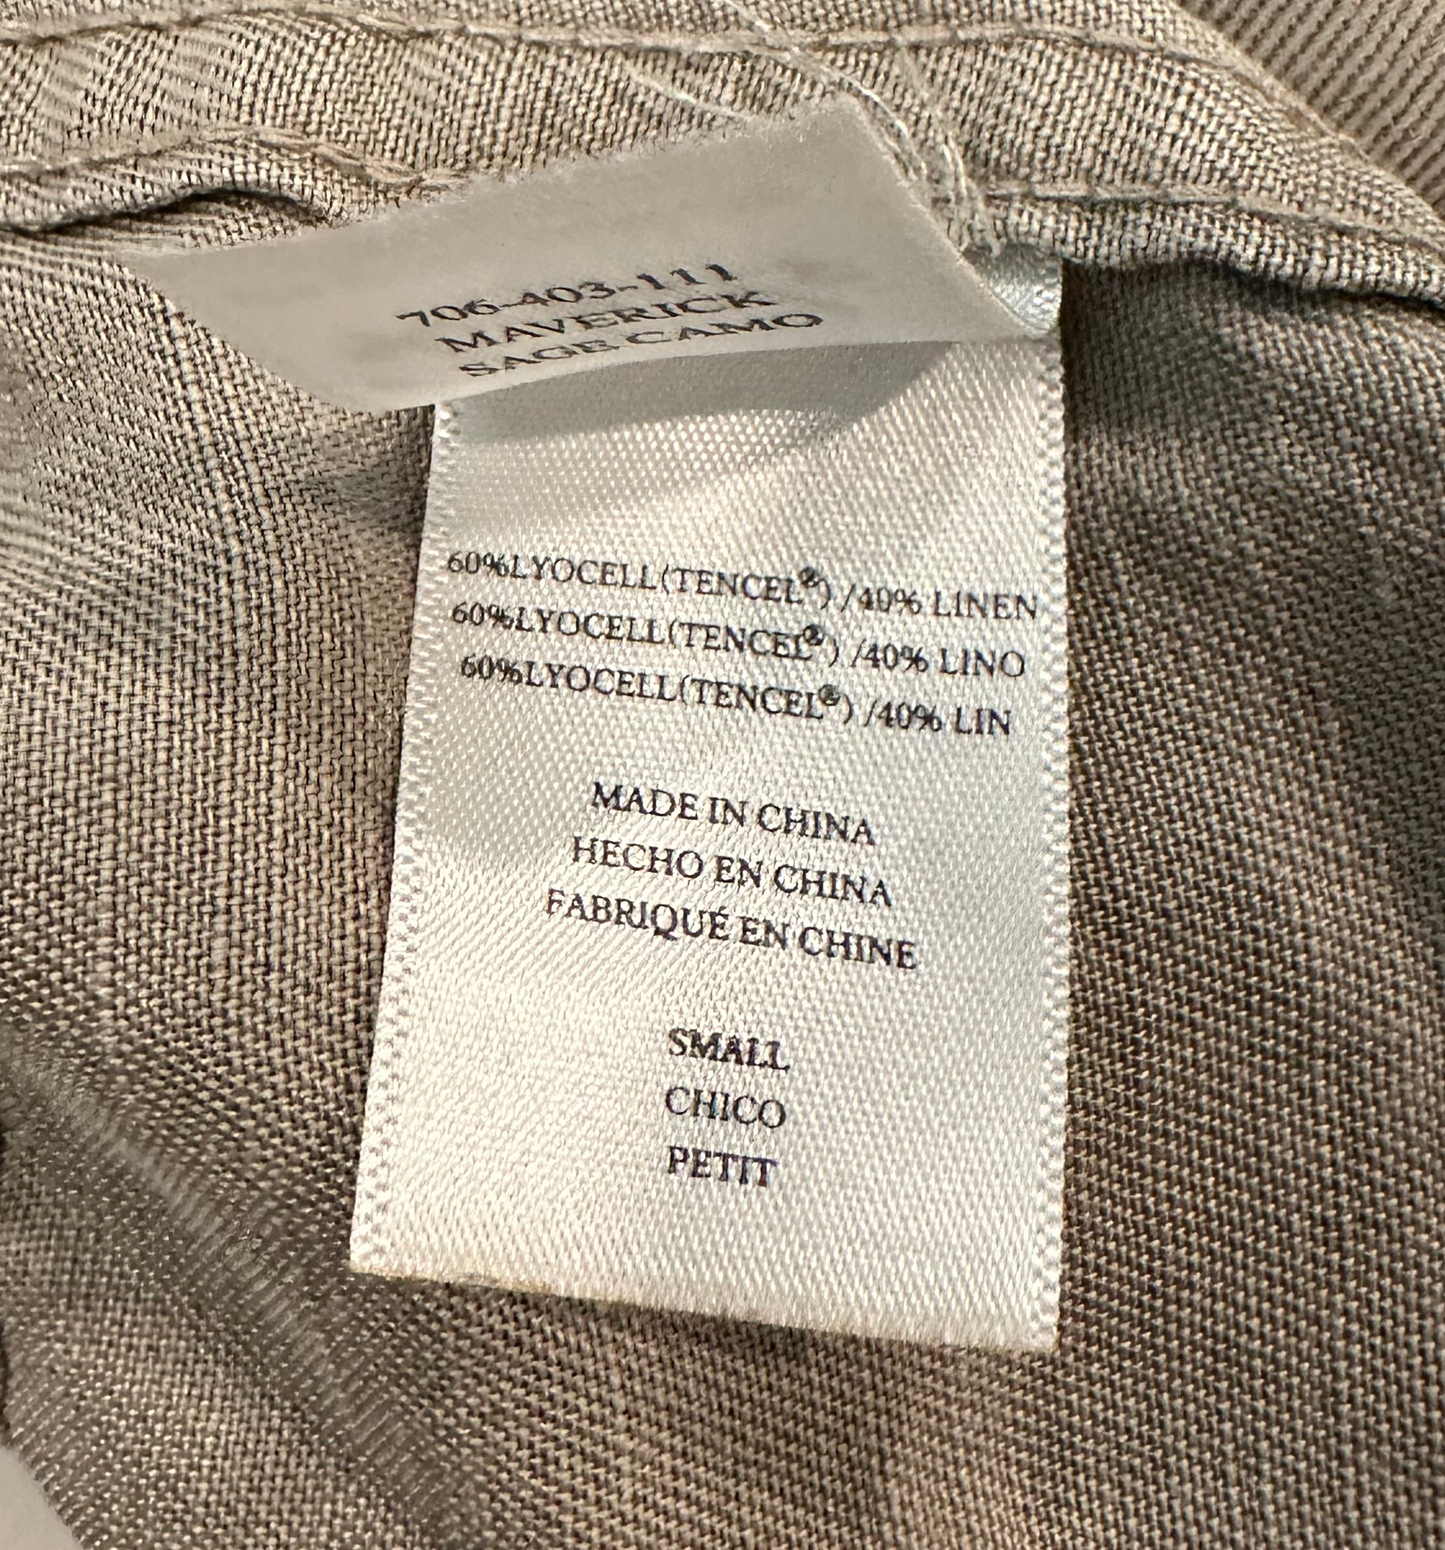 706-403-111
MAVERICK
SAGE CAMO
60%LYOCELL(TENCEL®) /40% LINEN
60%LYOCELL(TENCEL®) /40% LINO
60%LYOCELL(TENCEL®) /40% LIN
MADE IN CHINA
HECHO EN CHINA
FABRIQUÉ EN CHINE
SMALL
CHICO
PETIT